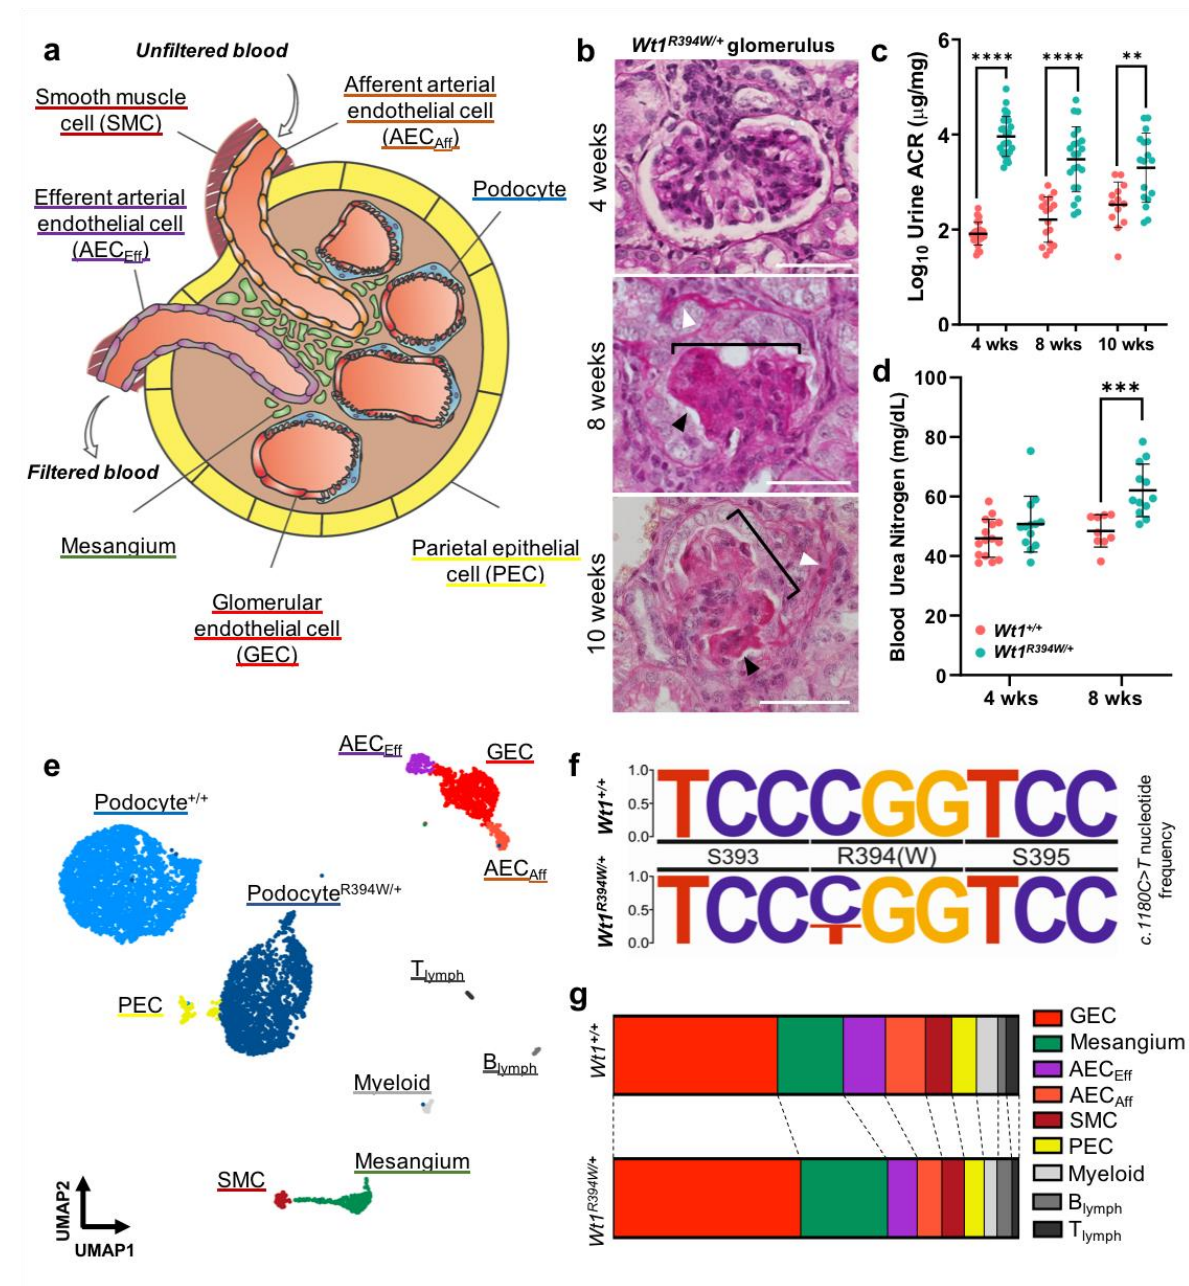 a
Unfiltered blood
Smooth muscle
cell (SMC)
Afferent arterial
endothelial cell
(AECAff)
Efferent arterial
endothelial cell
(AECEff)
Podocyte
Filtered blood
Mesangium
Parietal epithelial
cell (PEC)
Glomerular
endothelial cell
(GEC)
b
Wt1R394W/+ glomerulus
4 weeks
8 weeks
10 weeks
c
Log10 Urine ACR (µg/mg)
6
4
2
0
****
****
**
4 wks
8 wks
10 wks
d
Blood Urea Nitrogen (mg/dL)
100
80
60
40
20
0
***
Wt1+/+
Wt1R394W/+
4 wks
8 wks
e
AECEff
GEC
Podocyte+/+
AECAff
PodocyteR394W/+
Tlymph
PEC
Blymph
Myeloid
Mesangium
SMC
UMAP2
UMAP1
f
Wt1+/+
1.0
0.5
0.0
TCCCGGTCC
S393
R394(W)
S395
Wt1R394W/+
1.0
0.5
0.0
TCCCGGTCC
T
c.1180C>T nucleotide
frequency
g
Wt1+/+
Wt1R394W/+
GEC
Mesangium
AECEff
AECAff
SMC
PEC
Myeloid
Blymph
Tlymph